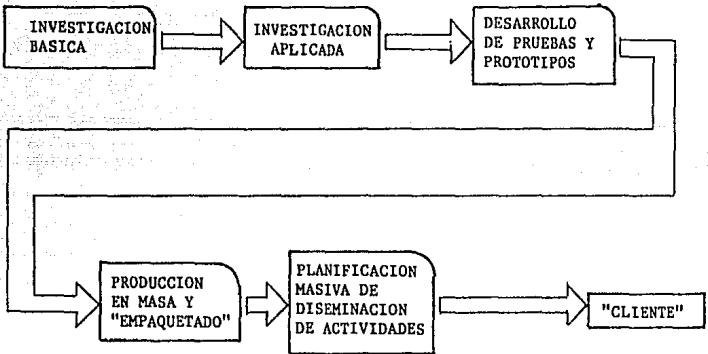 INVESTIGACION
BASICA
INVESTIGACION
APLICADA
DESARROLLO
DE PRUEBAS Y
PROTOTIPOS
PRODUCCION
EN MASA Y
"EMPAQUETADO"
PLANIFICACION
MASIVA DE
DISEMINACION
DE ACTIVIDADES
"CLIENTE"